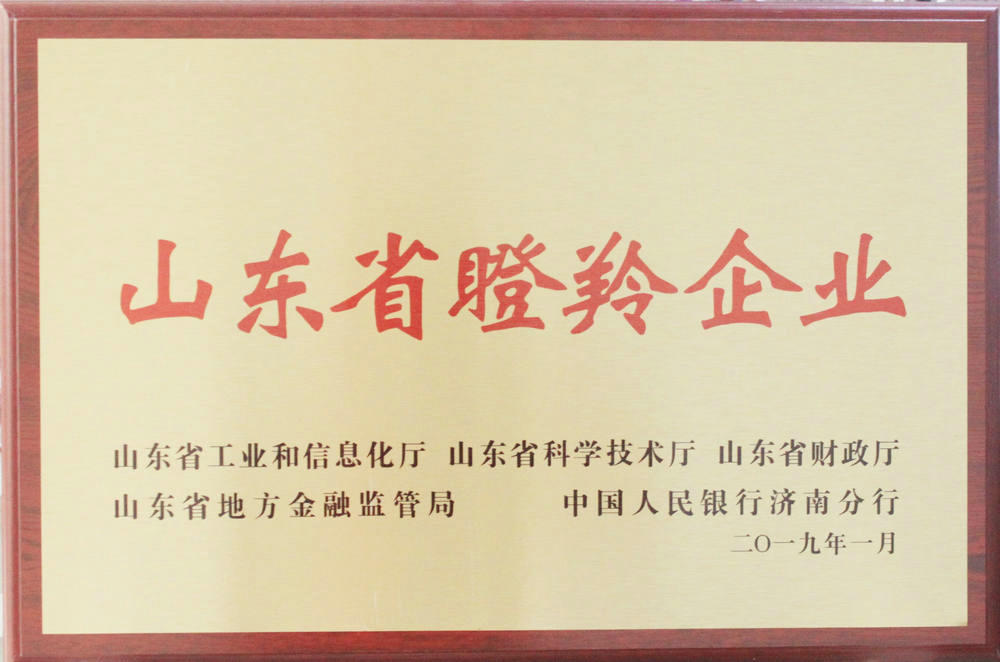 山东省瞪羚企业
山东省工业和信息化厅 山东省科学技术厅 山东省财政厅
山东省地方金融监管局 中国人民银行济南分行
二〇一九年一月